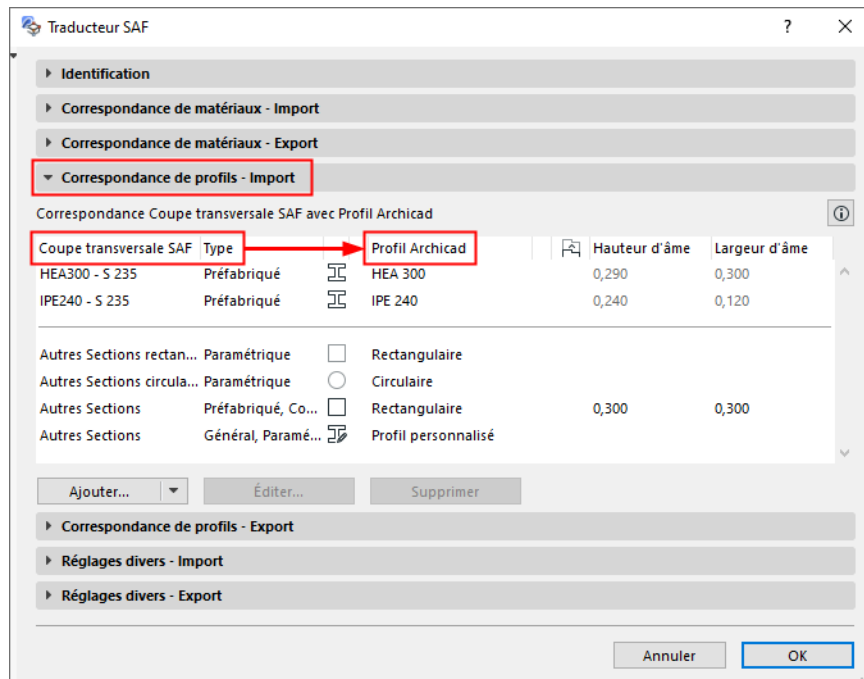 Traducteur SAF ?
Identification
Correspondance de matériaux - Import
Correspondance de matériaux - Export
Correspondance de profils - Import
Correspondance Coupe transversale SAF avec Profil Archicad
Coupe transversale SAF Type Profil Archicad Hauteur d'âme Largeur d'âme
HEA300 - S 235 Préfabriqué HEA 300 0,290 0,300
IPE240 - S 235 Préfabriqué IPE 240 0,240 0,120
Autres Sections rectan... Paramétrique Rectangulaire
Autres Sections circula... Paramétrique Circulaire
Autres Sections Préfabriqué, Co... Rectangulaire 0,300 0,300
Autres Sections Général, Paramé... Profil personnalisé
Ajouter... Éditer... Supprimer
Correspondance de profils - Export
Réglages divers - Import
Réglages divers - Export
Annuler OK